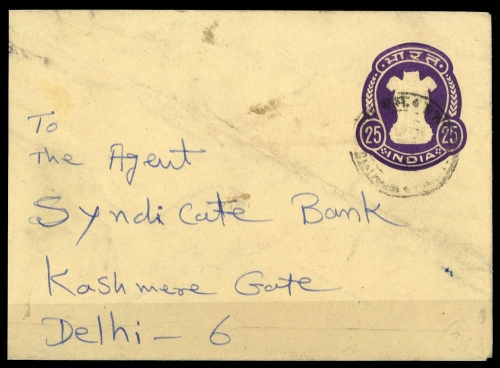 भारत
25 25
INDIA
To
The Agent
Syndicate Bank
Kashmere Gate
Delhi - 6